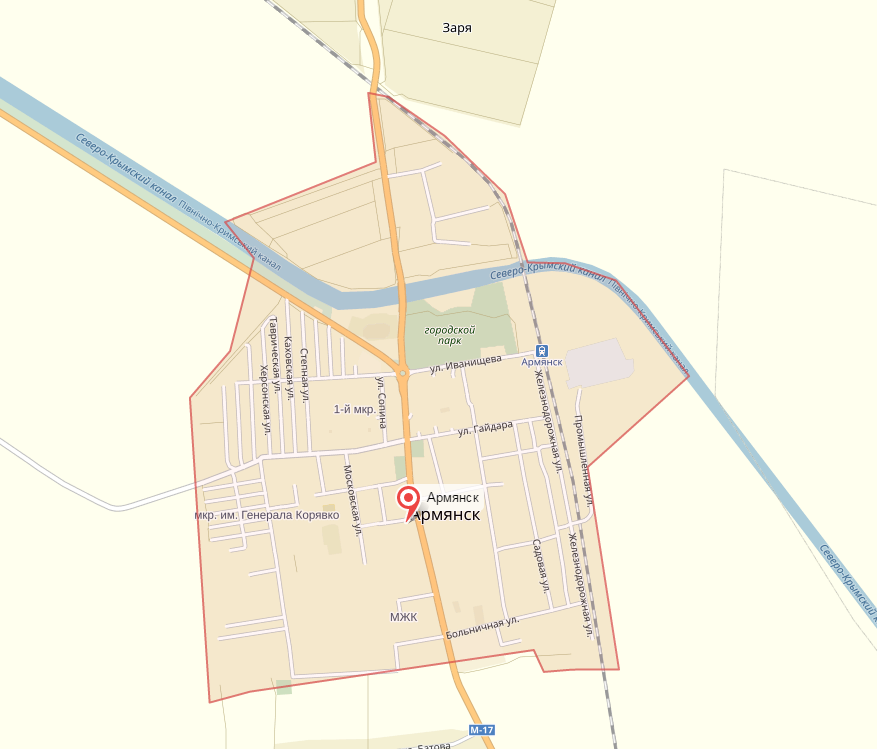 Заря
Северо-Крымский канал
Північно-Кримський канал
Северо-Крымский канал
Північно-Кримський канал
городской
парк
Армянск
ул. Иванищева
Таврическая ул.
Каховская ул.
Степная ул.
Херсонская ул.
ул. Сопина
1-й мкр.
ул. Гайдара
Железнодорожная ул.
Промышленная ул.
Московская ул.
Армянск
Армянск
мкр. им. Генерала Корявко
Садовая ул.
Железнодорожная ул.
Северо-Крымский
МЖК
Больничная ул.
М-17
Батова